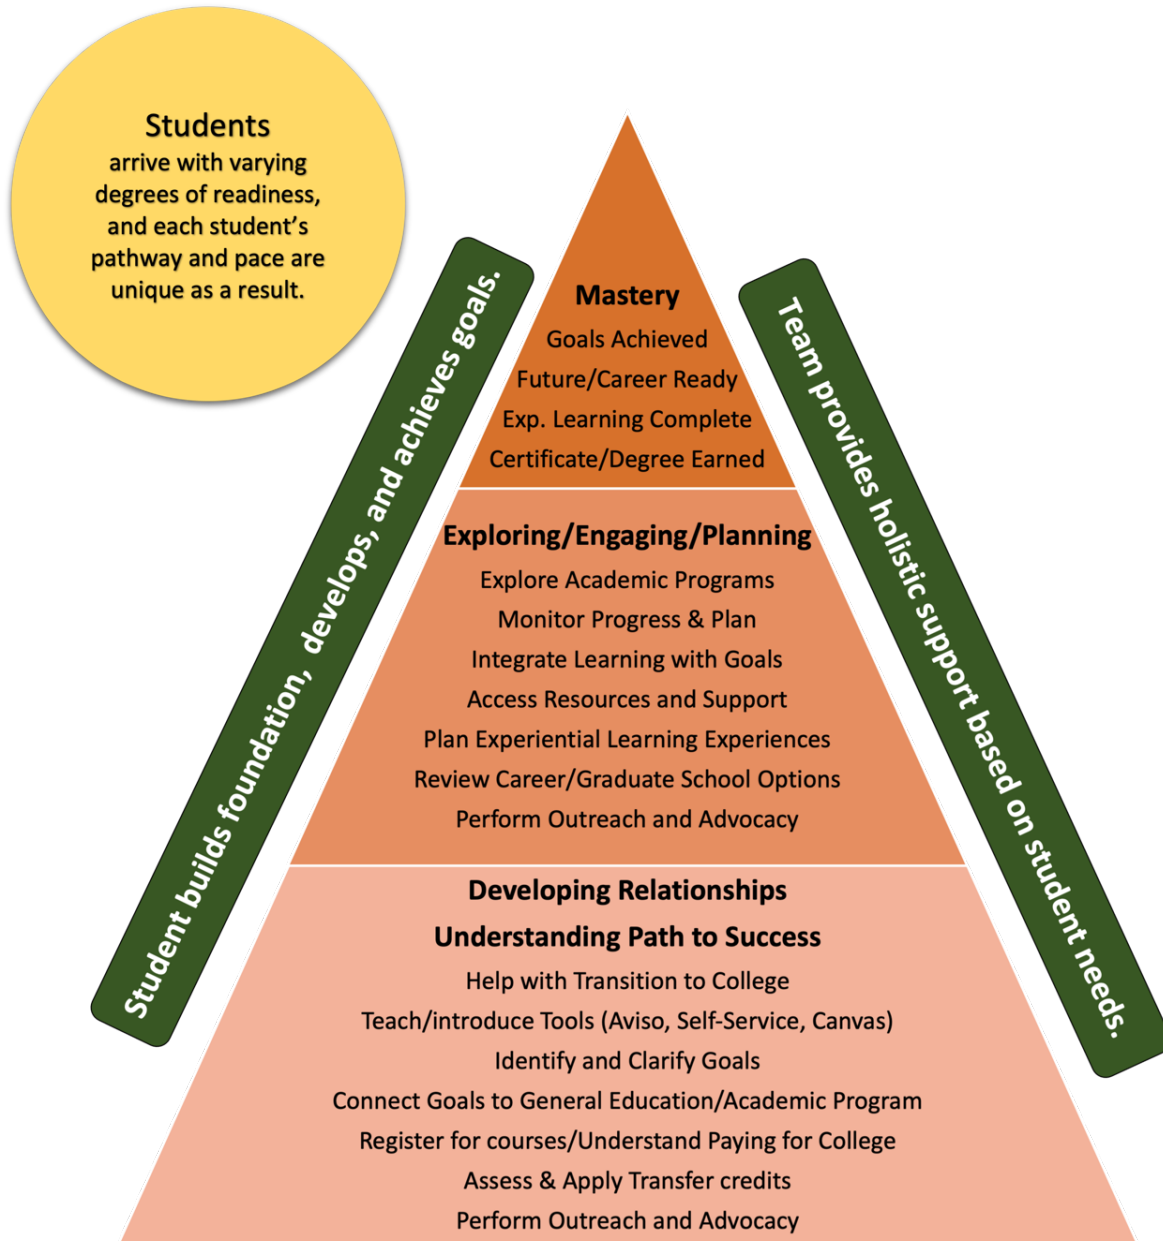 Students
arrive with varying
degrees of readiness,
and each student's
pathway and pace are
unique as a result.
Student builds foundation, develops, and achieves goals.
Team provides holistic support based on student needs.
Mastery
Goals Achieved
Future/Career Ready
Exp. Learning Complete
Certificate/Degree Earned
Exploring/Engaging/Planning
Explore Academic Programs
Monitor Progress & Plan
Integrate Learning with Goals
Access Resources and Support
Plan Experiential Learning Experiences
Review Career/Graduate School Options
Perform Outreach and Advocacy
Developing Relationships
Understanding Path to Success
Help with Transition to College
Teach/introduce Tools (Aviso, Self-Service, Canvas)
Identify and Clarify Goals
Connect Goals to General Education/Academic Program
Register for courses/Understand Paying for College
Assess & Apply Transfer credits
Perform Outreach and Advocacy